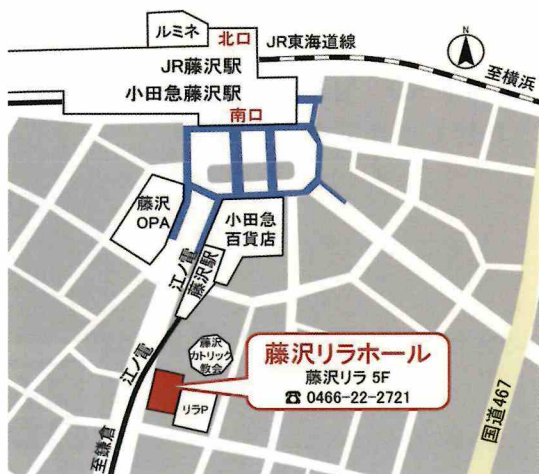 ルミネ
北口
JR東海道線
N
至横浜
JR藤沢駅
小田急藤沢駅
南口
藤沢
OPA
小田急
百貨店
江ノ電
藤沢駅
江ノ電
藤沢
カトリック
教会
藤沢リラホール
藤沢リラ 5F
☎ 0466-22-2721
リラP
至鎌倉
国道467